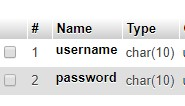 # Name Type
1 username char(10)
2 password char(10)